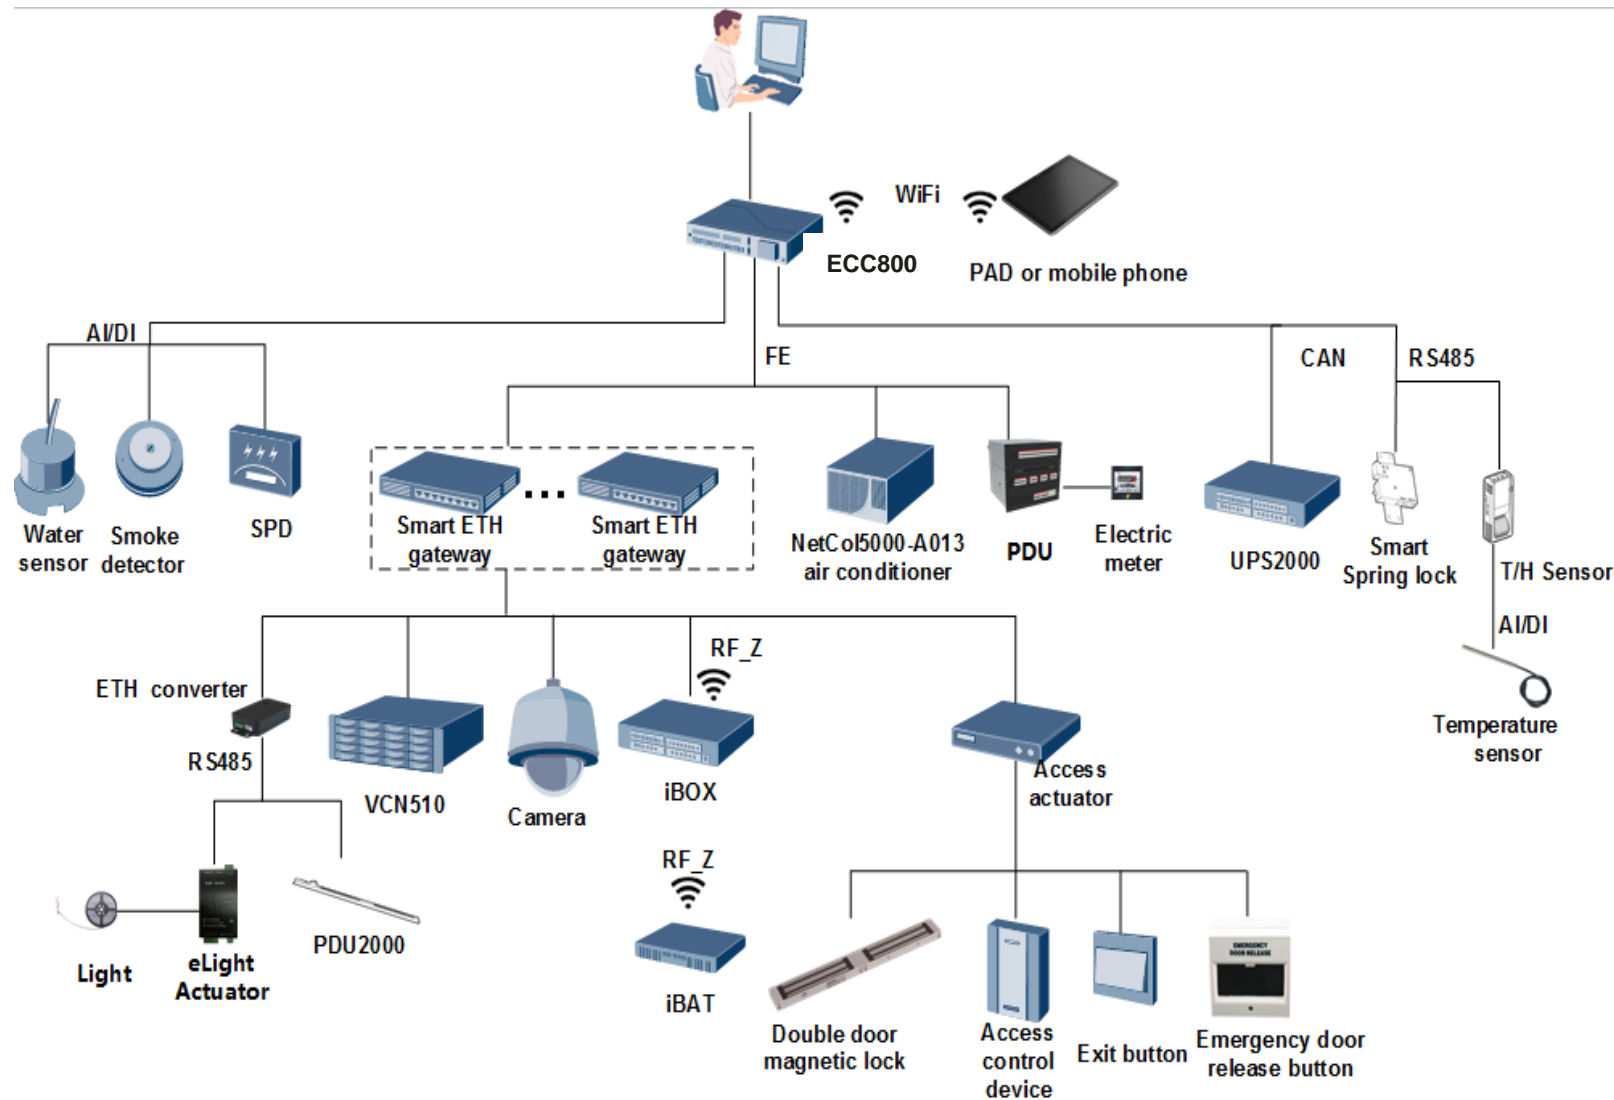 WiFi
ECC800
PAD or mobile phone
AI/DI
FE
CAN
RS485
Water
sensor
Smoke
detector
SPD
Smart ETH
gateway
...
Smart ETH
gateway
NetCol5000-A013
air conditioner
PDU
Electric
meter
UPS2000
Smart
Spring lock
T/H Sensor
AI/DI
Temperature
sensor
RF_Z
ETH converter
RS485
VCN510
Camera
iBOX
Access
actuator
RF_Z
iBAT
Light
eLight
Actuator
PDU2000
Double door
magnetic lock
Access
control
device
Exit button
EMERGENCY
DOOR RELEASE
Emergency door
release button